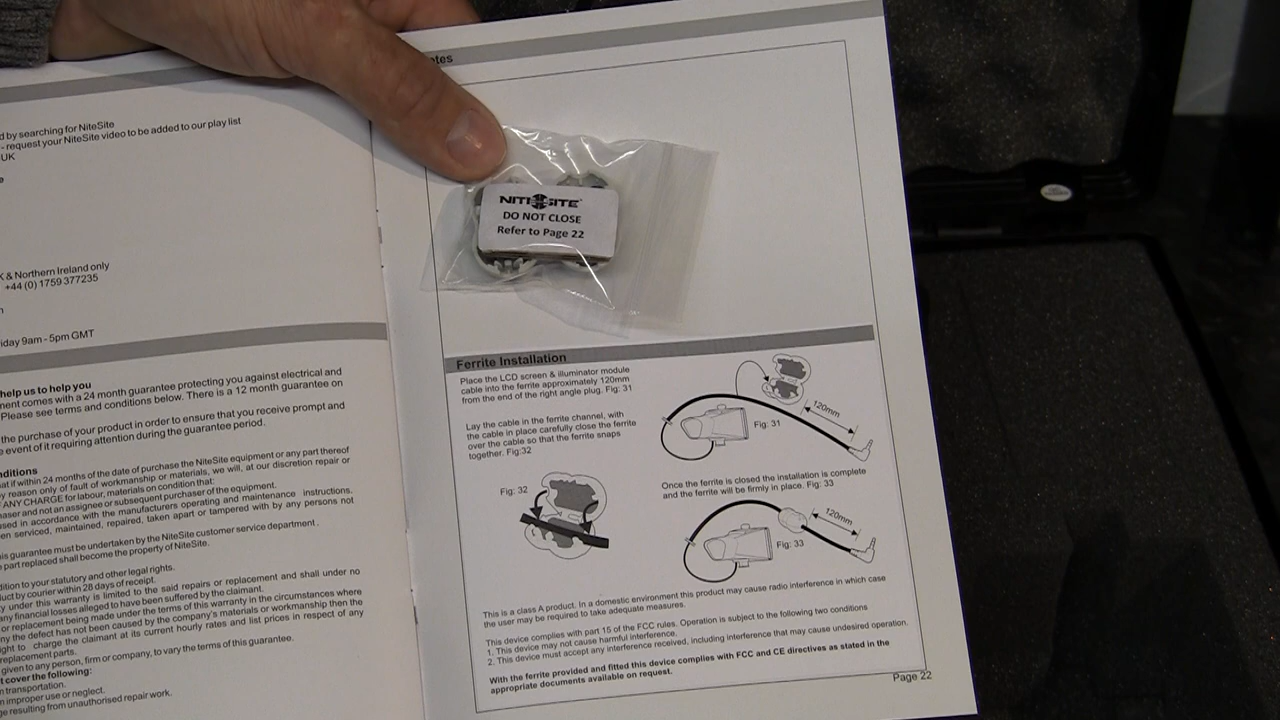 d by searching for NiteSite
- request your NiteSite video to be added to our play list
UK
& Northern Ireland only
+44 (0) 1759 377235
iday 9am - 5pm GMT
help us to help you
ment comes with a 24 month guarantee protecting you against electrical and
Please see terms and conditions below. There is a 12 month guarantee on
the purchase of your product in order to ensure that you receive prompt and
event of it requiring attention during the guarantee period.
nditions
at if within 24 months of the date of purchase the NiteSite equipment or any part thereof
y reason only of fault of workmanship or materials, we will, at our discretion repair or
ANY CHARGE for labour, materials on condition that:
haser and not an assignee or subsequent purchaser of the equipment.
used in accordance with the manufacturers operating and maintenance instructions.
en serviced, maintained, repaired, taken apart or tampered with by any persons not
is guarantee must be undertaken by the NiteSite customer service department .
part replaced shall become the property of NiteSite.
dition to your statutory and other legal rights.
duct by courier within 28 days of receipt.
y under this warranty is limited to the said repairs or replacement and shall under no
any financial losses alleged to have been suffered by the claimant.
or replacement being made under the terms of this warranty in the circumstances where
ny the defect has not been caused by the company's materials or workmanship then the
ight to charge the claimant at its current hourly rates and list prices in respect of any
replacement parts.
given to any person, firm or company, to vary the terms of this guarantee.
t cover the following:
n transportation.
n improper use or neglect.
ge resulting from unauthorised repair work.
otes
NITESITE
DO NOT CLOSE
Refer to Page 22
Ferrite Installation
Place the LCD screen & illuminator module
cable into the ferrite approximately 120mm
from the end of the right angle plug. Fig: 31
Lay the cable in the ferrite channel, with
the cable in place carefully close the ferrite
over the cable so that the ferrite snaps
together. Fig:32
120mm
Fig: 31
Fig: 32
Once the ferrite is closed the installation is complete
and the ferrite will be firmly in place. Fig: 33
120mm
Fig: 33
This is a class A product. In a domestic environment this product may cause radio interference in which case
the user may be required to take adequate measures.
This device complies with part 15 of the FCC rules. Operation is subject to the following two conditions
1. This device may not cause harmful interference.
2. This device must accept any interference received, including interference that may cause undesired operation.
With the ferrite provided and fitted this device complies with FCC and CE directives as stated in the
appropriate documents available on request.
Page 22